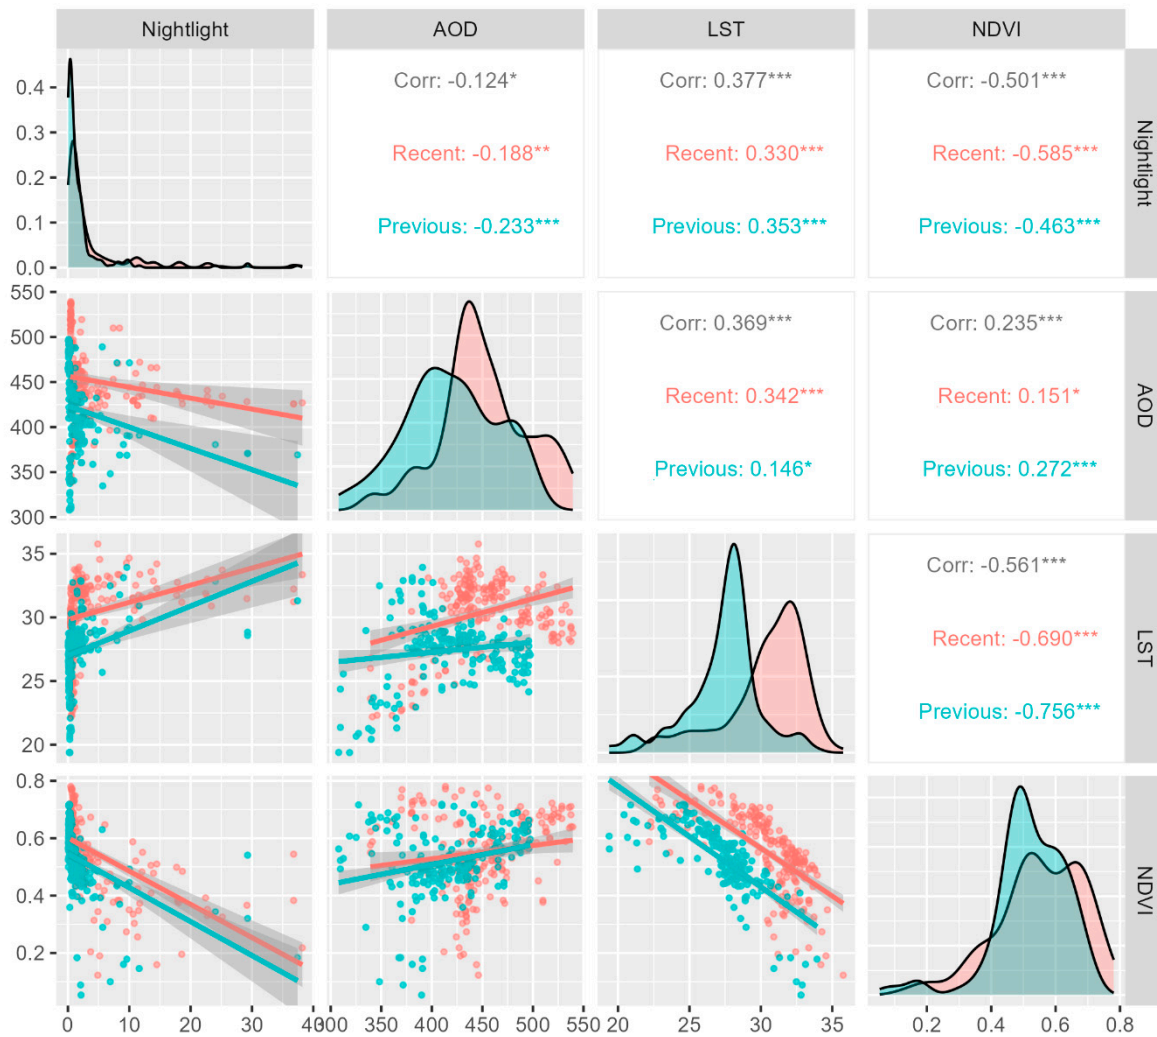 Nightlight AOD LST NDVI
0.4
0.3
0.2
0.1
0.0
Corr: -0.124*
Recent: -0.188**
Previous: -0.233***
Corr: 0.377***
Recent: 0.330***
Previous: 0.353***
Corr: -0.501***
Recent: -0.585***
Previous: -0.463***
Nightlight
550
500
450
400
350
300
Corr: 0.369***
Recent: 0.342***
Previous: 0.146*
Corr: 0.235***
Recent: 0.151*
Previous: 0.272***
AOD
35
30
25
20
Corr: -0.561***
Recent: -0.690***
Previous: -0.756***
LST
0.8
0.6
0.4
0.2
NDVI
0 10 20 30 40 300 350 400 450 500 550 20 25 30 35 0.2 0.4 0.6 0.8